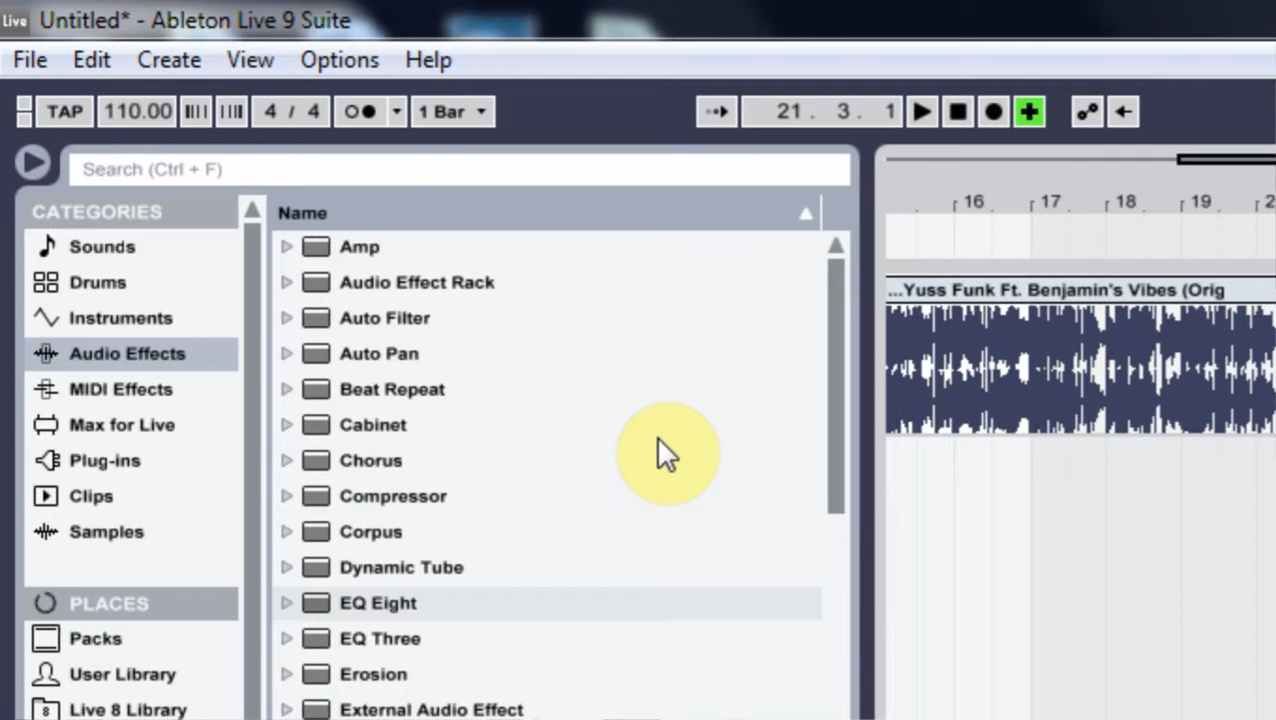 Live Untitled* - Ableton Live 9 Suite
File Edit Create View Options Help
TAP 110.00 4 / 4 1 Bar 21. 3. 1
Search (Ctrl + F)
16 17 18 19 2
CATEGORIES
Sounds
Drums
Instruments
Audio Effects
MIDI Effects
Max for Live
Plug-ins
Clips
Samples
PLACES
Packs
User Library
8 Live 8 Library
Name
Amp
Audio Effect Rack
Auto Filter
Auto Pan
Beat Repeat
Cabinet
Chorus
Compressor
Corpus
Dynamic Tube
EQ Eight
EQ Three
Erosion
External Audio Effect
...Yuss Funk Ft. Benjamin's Vibes (Orig